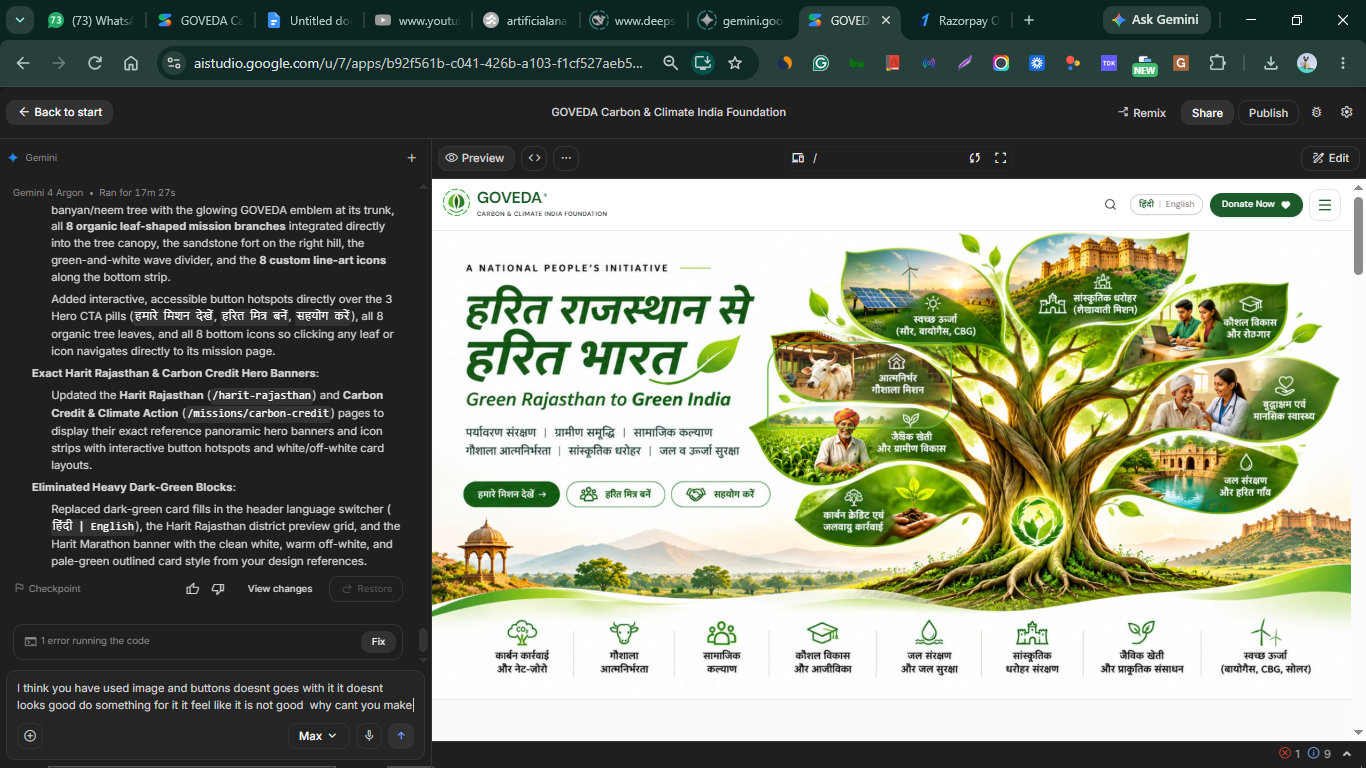 (73) WhatsA
GOVEDA Ca
Untitled do
www.youtu
artificialana
www.deeps
gemini.goo
GOVED
Razorpay O
Ask Gemini
aistudio.google.com/u/7/apps/b92f561b-c041-426b-a103-f1cf527aeb5...
TDK
NEW
Back to start
GOVEDA Carbon & Climate India Foundation
Remix
Share
Publish
Gemini
Preview
/
Edit
Gemini 4 Argon • Ran for 17m 27s
banyan/neem tree with the glowing GOVEDA emblem at its trunk,
all 8 organic leaf-shaped mission branches integrated directly
into the tree canopy, the sandstone fort on the right hill, the
green-and-white wave divider, and the 8 custom line-art icons
along the bottom strip.
Added interactive, accessible button hotspots directly over the 3
Hero CTA pills (हमारे मिशन देखें, हरित मित्र बनें, सहयोग करें), all 8
organic tree leaves, and all 8 bottom icons so clicking any leaf or
icon navigates directly to its mission page.
Exact Harit Rajasthan & Carbon Credit Hero Banners:
Updated the Harit Rajasthan (/harit-rajasthan) and Carbon
Credit & Climate Action (/missions/carbon-credit) pages to
display their exact reference panoramic hero banners and icon
strips with interactive button hotspots and white/off-white card
layouts.
Eliminated Heavy Dark-Green Blocks:
Replaced dark-green card fills in the header language switcher (
हिंदी | English), the Harit Rajasthan district preview grid, and the
Harit Marathon banner with the clean white, warm off-white, and
pale-green outlined card style from your design references.
Checkpoint
View changes
Restore
1 error running the code
Fix
I think you have used image and buttons doesnt goes with it it doesnt
looks good do something for it it feel like it is not good why cant you make
Max
GOVEDA
CARBON & CLIMATE INDIA FOUNDATION
हिंदी | English
Donate Now
A NATIONAL PEOPLE'S INITIATIVE
हरित राजस्थान से
हरित भारत
Green Rajasthan to Green India
पर्यावरण संरक्षण | ग्रामीण समृद्धि | सामाजिक कल्याण
गौशाला आत्मनिर्भरता | सांस्कृतिक धरोहर | जल व ऊर्जा सुरक्षा
हमारे मिशन देखें →
हरित मित्र बनें
सहयोग करें
स्वच्छ ऊर्जा
(सौर, बायोगैस, CBG)
सांस्कृतिक धरोहर
(शेखावाटी मिशन)
कौशल विकास
और रोजगार
आत्मनिर्भर
गौशाला मिशन
वृद्धाश्रम एवं
मानसिक स्वास्थ्य
जैविक खेती
और ग्रामीण विकास
जल संरक्षण
और हरित गाँव
कार्बन क्रेडिट एवं
जलवायु कार्रवाई
CO₂
कार्बन कार्रवाई
और नेट-ज़ीरो
गौशाला
आत्मनिर्भरता
सामाजिक
कल्याण
कौशल विकास
और आजीविका
जल संरक्षण
और जल सुरक्षा
सांस्कृतिक
धरोहर संरक्षण
जैविक खेती
और प्राकृतिक संसाधन
स्वच्छ ऊर्जा
(बायोगैस, CBG, सोलर)
1
9